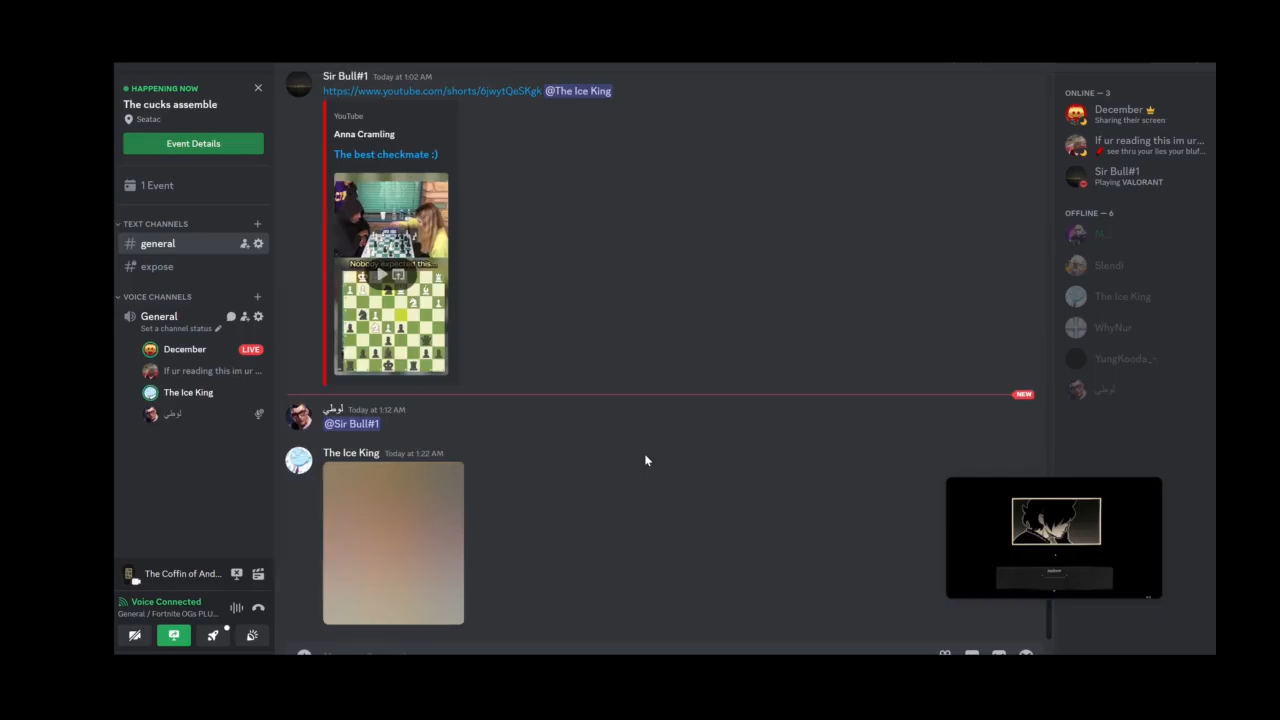 HAPPENING NOW
The cucks assemble
Seatac
Event Details
1 Event
TEXT CHANNELS
general
expose
VOICE CHANNELS
General
Set a channel status
December
LIVE
If ur reading this im ur ...
The Ice King
لوطي
The Coffin of And...
Voice Connected
General / Fortnite OGs PLU...
Sir Bull#1 Today at 1:02 AM
https://www.youtube.com/shorts/6jwytQeSKgk @The Ice King
YouTube
Anna Cramling
The best checkmate :)
Nobody expected this...
NEW
لوطي Today at 1:12 AM
@Sir Bull#1
The Ice King Today at 1:22 AM
ONLINE — 3
December
Sharing their screen
If ur reading this im ur...
see thru your lies your bluf...
Sir Bull#1
Playing VALORANT
OFFLINE — 6
M...
Slendi
The Ice King
WhyNur
YungKooda_~
لوطي